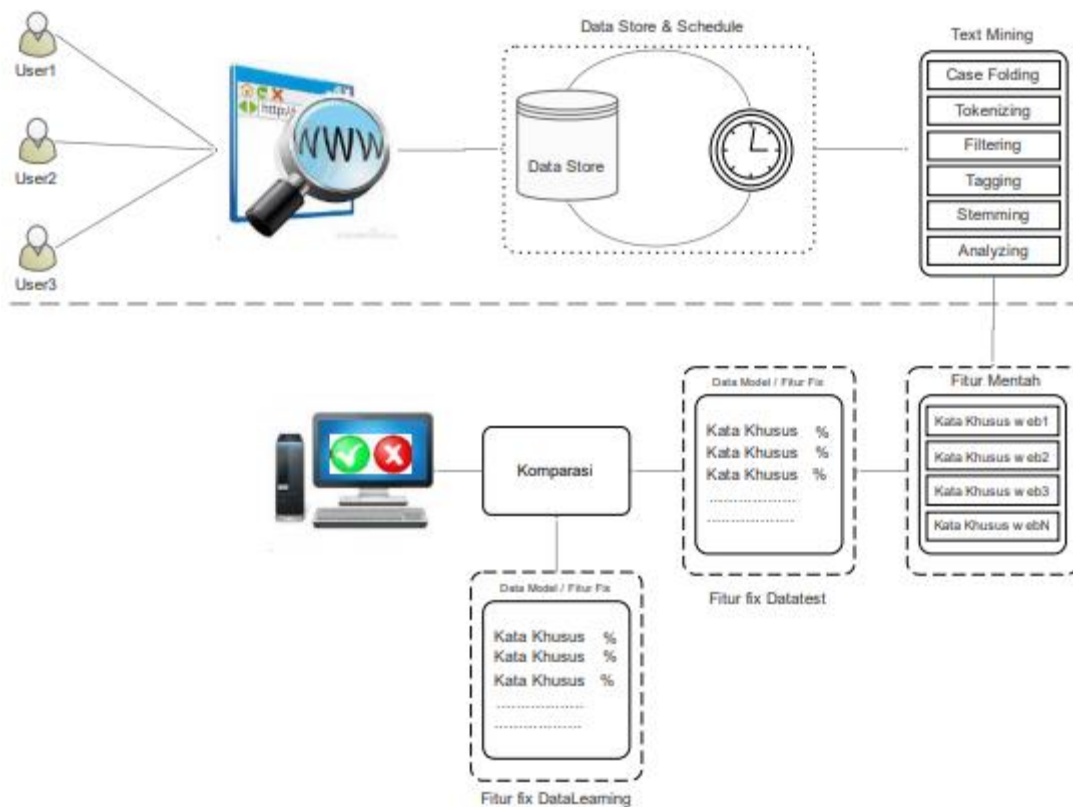 User1
User2
User3
http://
WWW
Data Store & Schedule
Data Store
Text Mining
Case Folding
Tokenizing
Filtering
Tagging
Stemming
Analyzing
Fitur Mentah
Kata Khusus w eb1
Kata Khusus w eb2
Kata Khusus w eb3
Kata Khusus w ebN
Data Model / Fitur Fix
Kata Khusus %
Kata Khusus %
Kata Khusus %
.....................
.....................
Fitur fix Datatest
Komparasi
Data Model / Fitur Fix
Kata Khusus %
Kata Khusus %
Kata Khusus %
.....................
.....................
Fitur fix DataLearning